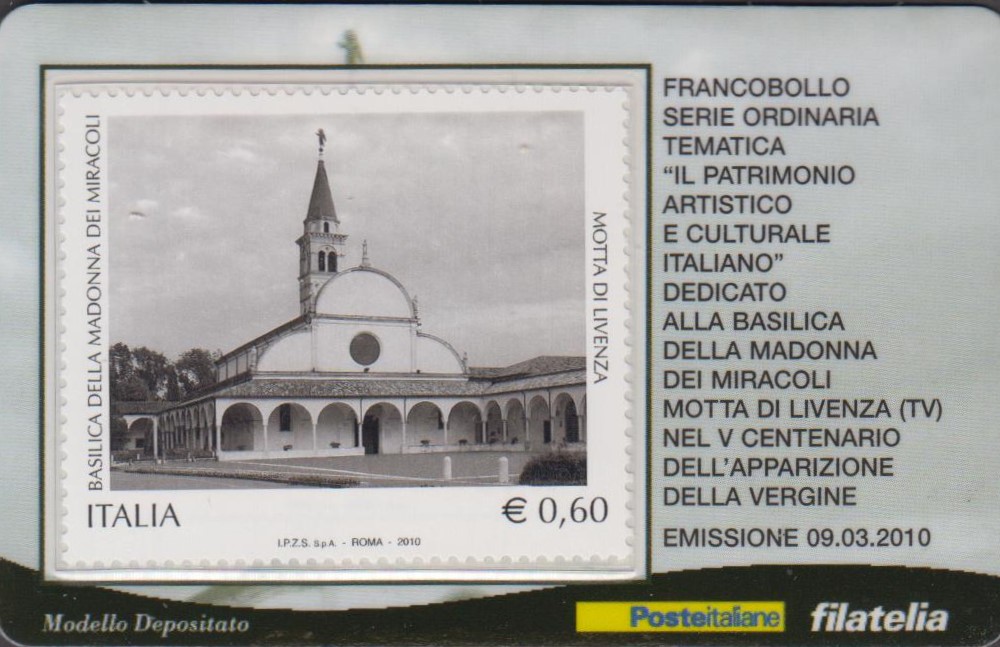 BASILICA DELLA MADONNA DEI MIRACOLI
MOTTA DI LIVENZA
ITALIA
€ 0,60
I.P.Z.S. S.p.A. - ROMA - 2010
FRANCOBOLLO
SERIE ORDINARIA
TEMATICA
“IL PATRIMONIO
ARTISTICO
E CULTURALE
ITALIANO”
DEDICATO
ALLA BASILICA
DELLA MADONNA
DEI MIRACOLI
MOTTA DI LIVENZA (TV)
NEL V CENTENARIO
DELL'APPARIZIONE
DELLA VERGINE
EMISSIONE 09.03.2010
Modello Depositato
Posteitaliane
filatelia